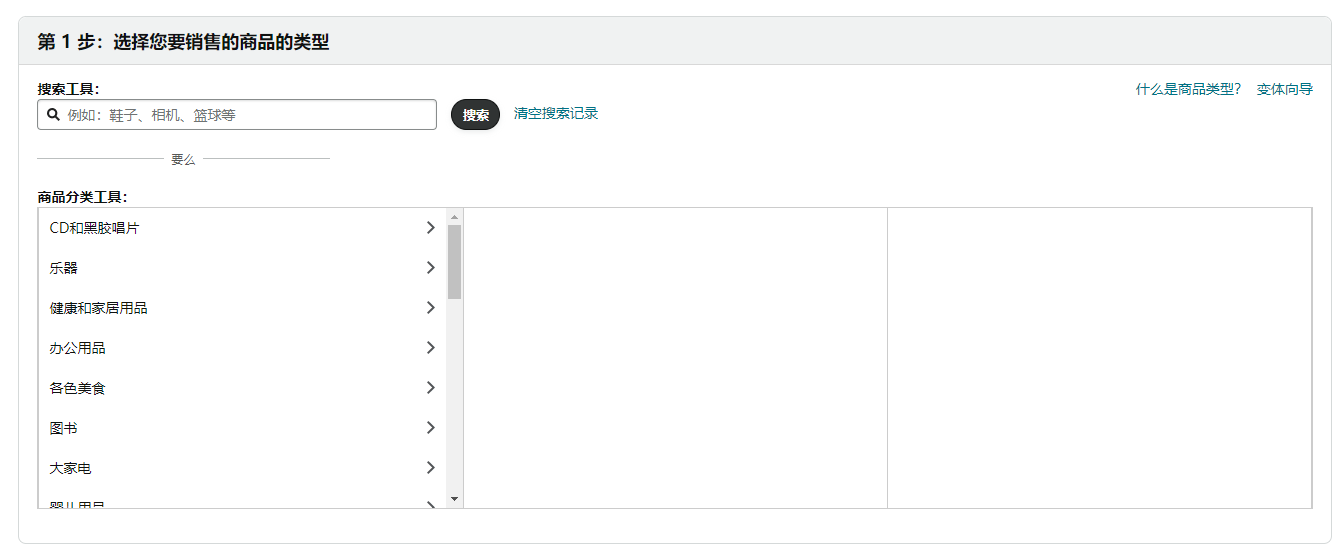 第 1 步：选择您要销售的商品的类型
搜索工具：
什么是商品类型？ 变体向导
例如：鞋子、相机、篮球等
搜索
清空搜索记录
要么
商品分类工具：
CD和黑胶唱片
乐器
健康和家居用品
办公用品
各色美食
图书
大家电
婴儿用品